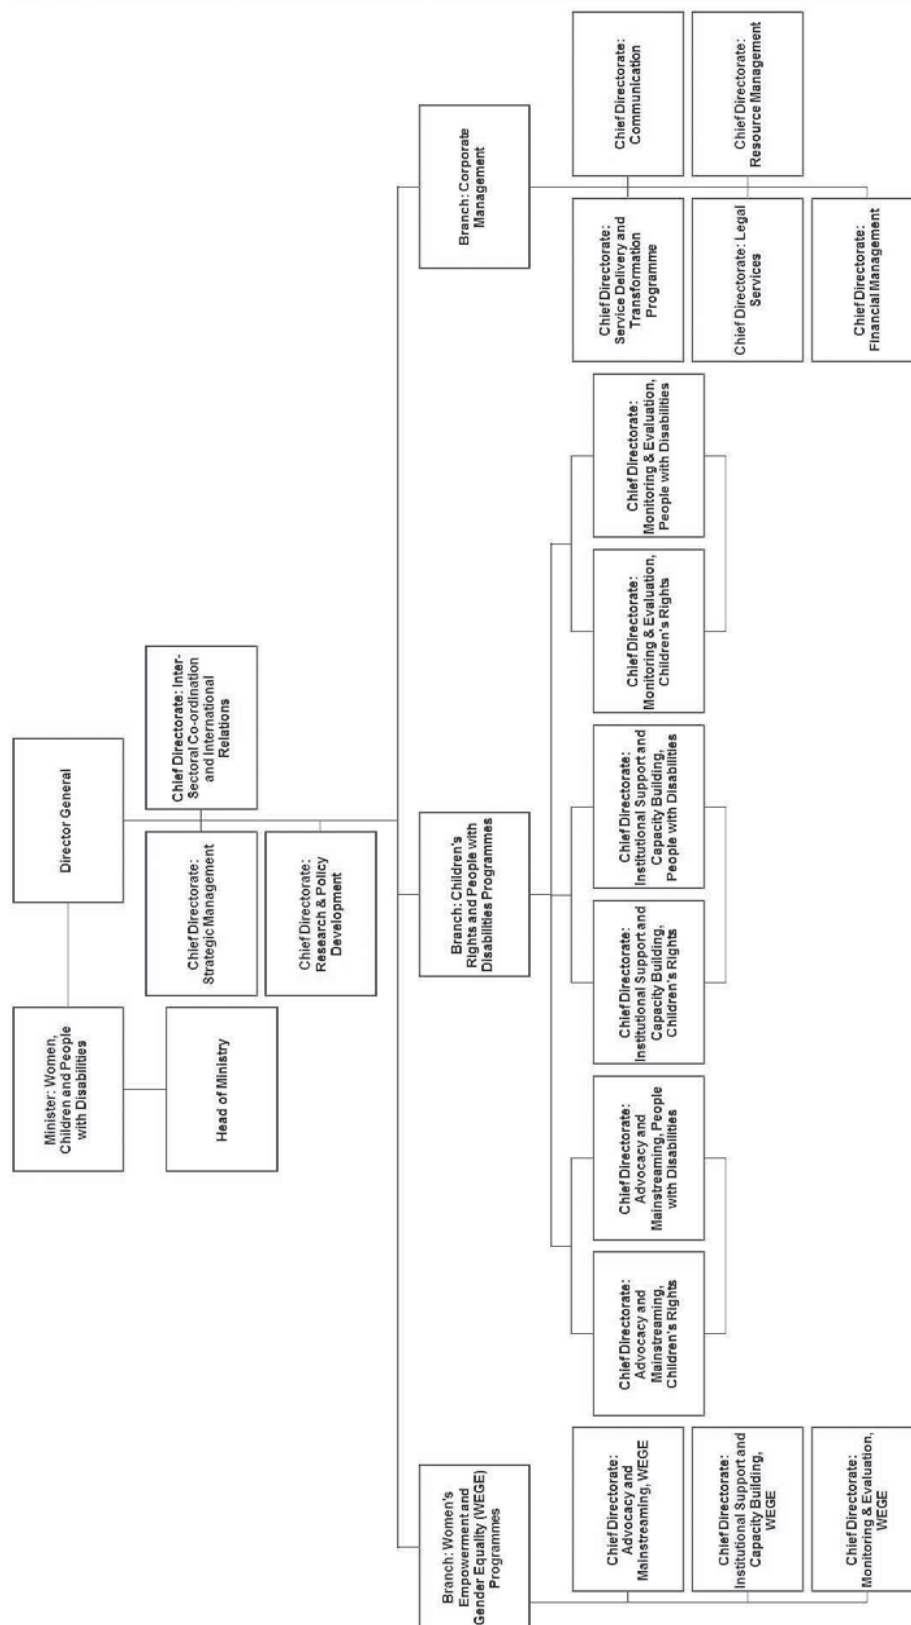 Minister: Women,
Children and People
with Disabilities
Director General
Head of Ministry
Chief Directorate:
Strategic Management
Chief Directorate: Inter-
Sectoral Co-ordination
and International
Relations
Chief Directorate:
Research & Policy
Development
Branch: Women's
Empowerment and
Gender Equality (WEGE)
Programmes
Branch: Children's
Rights and People with
Disabilities Programmes
Branch: Corporate
Management
Chief Directorate:
Advocacy and
Mainstreaming, WEGE
Chief Directorate:
Institutional Support and
Capacity Building,
WEGE
Chief Directorate:
Monitoring & Evaluation,
WEGE
Chief Directorate:
Advocacy and
Mainstreaming,
Children's Rights
Chief Directorate:
Advocacy and
Mainstreaming, People
with Disabilities
Chief Directorate:
Institutional Support and
Capacity Building,
Children's Rights
Chief Directorate:
Institutional Support and
Capacity Building,
People with Disabilities
Chief Directorate:
Monitoring & Evaluation,
Children's Rights
Chief Directorate:
Monitoring & Evaluation,
People with Disabilities
Chief Directorate:
Service Delivery and
Transformation
Programme
Chief Directorate:
Communication
Chief Directorate: Legal
Services
Chief Directorate:
Resource Management
Chief Directorate:
Financial Management